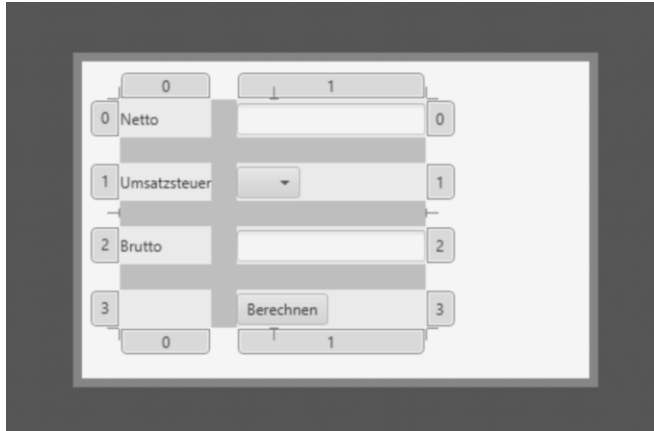 0 1
0 Netto 0
1 Umsatzsteuer 1
2 Brutto 2
3 Berechnen 3
0 1